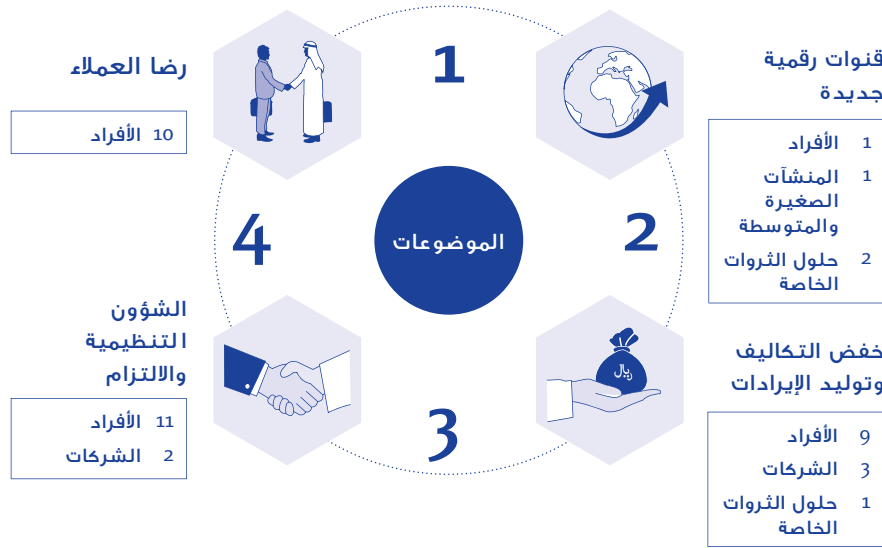 الموضوعات
1
قنوات رقمية
جديدة
1 الأفراد
1 المنشآت
الصغيرة
والمتوسطة
2 حلول الثروات
الخاصة
2
خفض التكاليف
وتوليد الإيرادات
9 الأفراد
3 الشركات
1 حلول الثروات
الخاصة
ريال
3
الشؤون
التنظيمية
والالتزام
11 الأفراد
2 الشركات
4
رضا العملاء
10 الأفراد